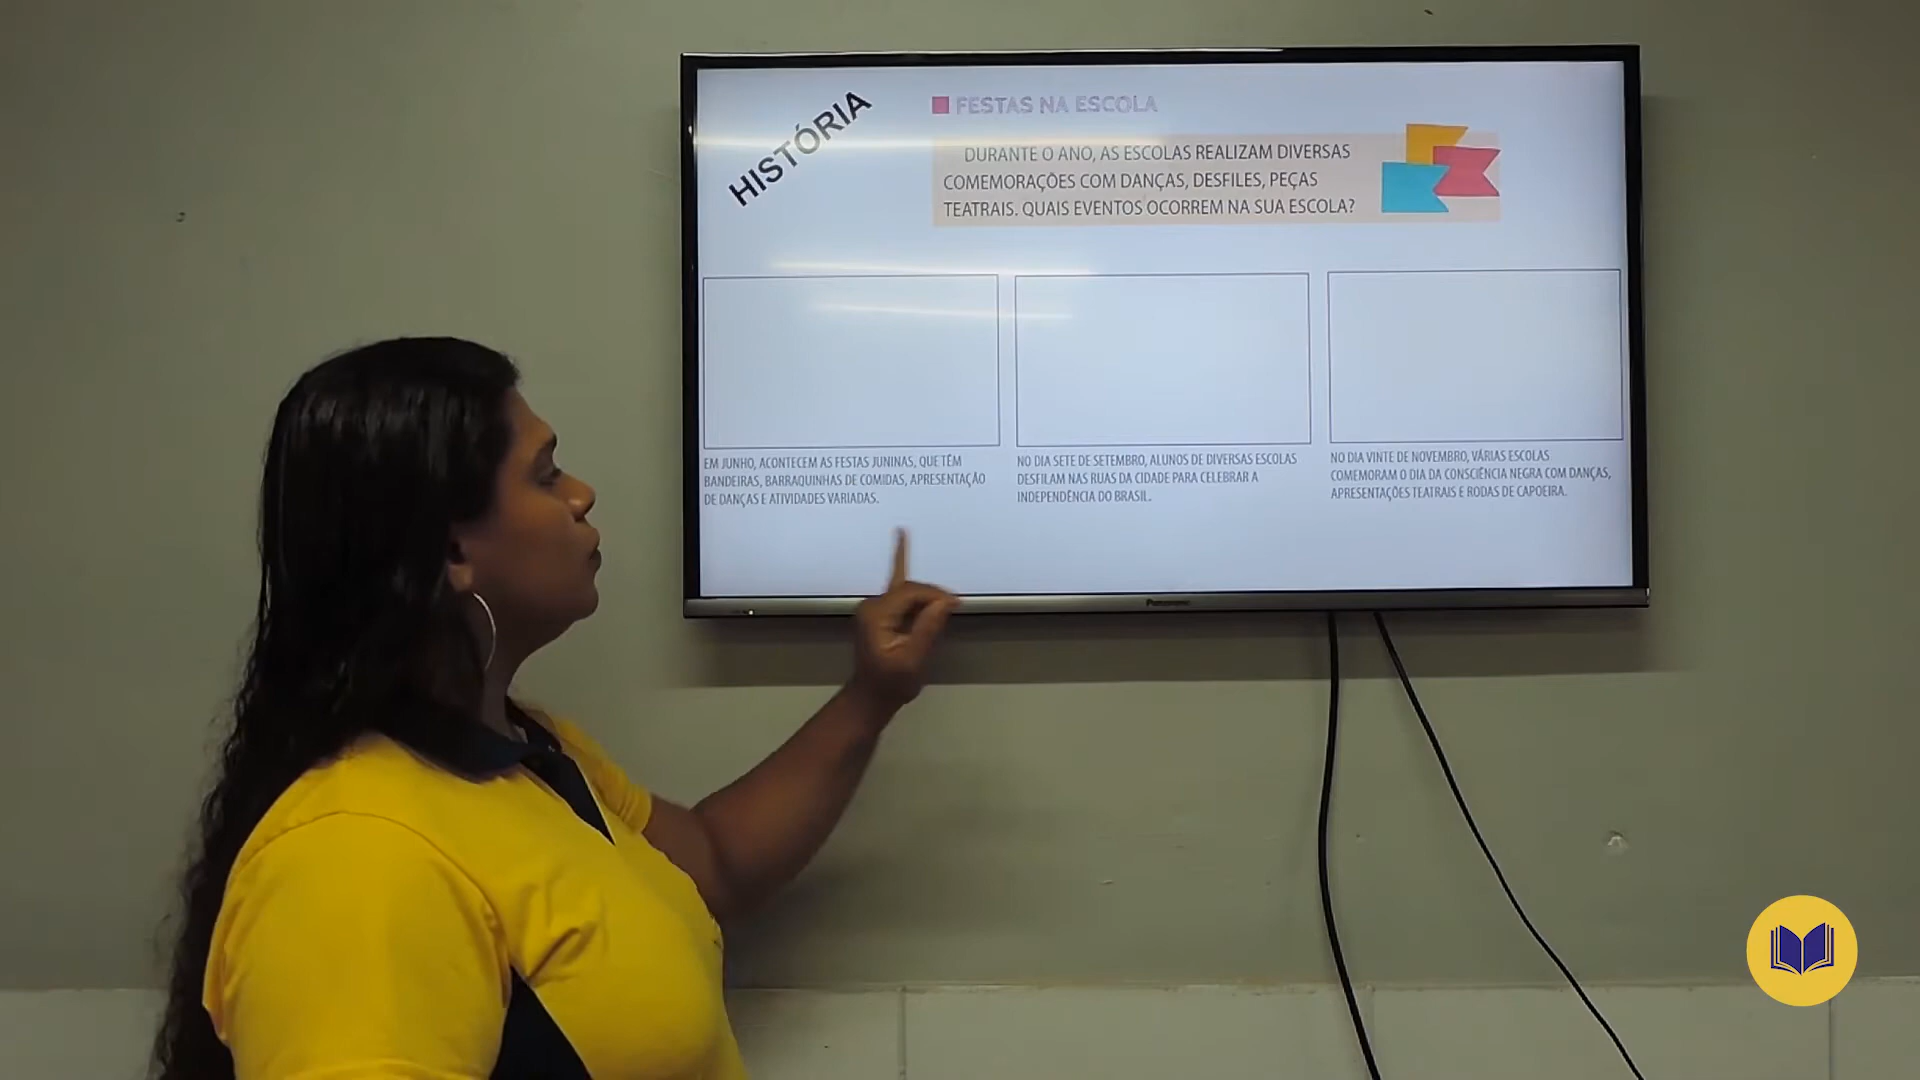 HISTÓRIA
FESTAS NA ESCOLA
DURANTE O ANO, AS ESCOLAS REALIZAM DIVERSAS
COMEMORAÇÕES COM DANÇAS, DESFILES, PEÇAS
TEATRAIS. QUAIS EVENTOS OCORREM NA SUA ESCOLA?
EM JUNHO, ACONTECEM AS FESTAS JUNINAS, QUE TÊM
BANDEIRAS, BARRAQUINHAS DE COMIDAS, APRESENTAÇÃO
DE DANÇAS E ATIVIDADES VARIADAS.
NO DIA SETE DE SETEMBRO, ALUNOS DE DIVERSAS ESCOLAS
DESFILAM NAS RUAS DA CIDADE PARA CELEBRAR A
INDEPENDÊNCIA DO BRASIL.
NO DIA VINTE DE NOVEMBRO, VÁRIAS ESCOLAS
COMEMORAM O DIA DA CONSCIÊNCIA NEGRA COM DANÇAS,
APRESENTAÇÕES TEATRAIS E RODAS DE CAPOEIRA.
Panasonic